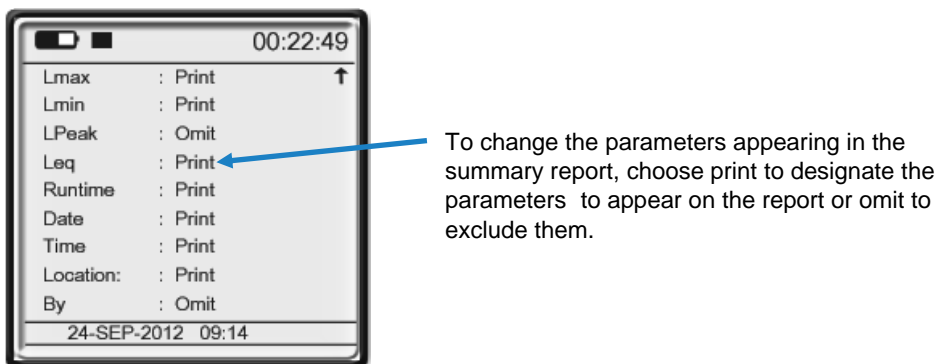 00:22:49
Lmax : Print
Lmin : Print
LPeak : Omit
Leq : Print
Runtime : Print
Date : Print
Time : Print
Location: : Print
By : Omit
24-SEP-2012 09:14
To change the parameters appearing in the
summary report, choose print to designate the
parameters to appear on the report or omit to
exclude them.